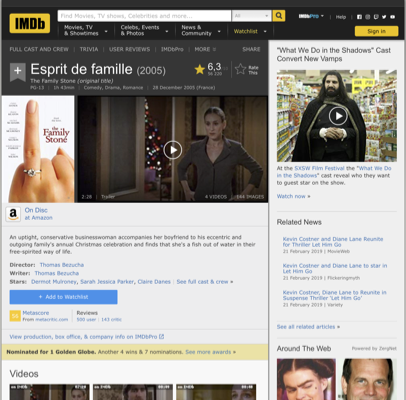 IMDb
Find Movies, TV shows, Celebrities and more...
All
IMDbPro
Help
Movies, TV
& Showtimes
Celebs, Events
& Photos
News &
Community
Watchlist
Sign in
FULL CAST AND CREW
TRIVIA
USER REVIEWS
IMDbPro
MORE
SHARE
Esprit de famille (2005)
The Family Stone (original title)
PG-13 | 1h 43min | Comedy, Drama, Romance | 28 December 2005 (France)
6,3
Rate
This
the
Family
Stone
2:28 | Trailer
4 VIDEOS
IMAGES
a
On Disc
at Amazon
An uptight, conservative businesswoman accompanies her boyfriend to his eccentric and
outgoing family's annual Christmas celebration and finds that she's a fish out of water in their
free-spirited way of life.
Director: Thomas Bezucha
Writer: Thomas Bezucha
Stars: Dermot Mulroney, Sarah Jessica Parker, Claire Danes | See full cast & crew »
+ Add to Watchlist
Metascore
From metacritic.com
Reviews
500 user | 143 critic
View production, box office, & company info on IMDbPro
Nominated for 1 Golden Globe. Another 4 wins & 7 nominations. See more awards »
Videos
"What We Do in the Shadows" Cast
Convert New Vamps
At the SXSW Film Festival the "What We Do
in the Shadows" cast reveal who they want
to guest star on the show.
Watch now »
Related News
Kevin Costner and Diane Lane Reunite
for Thriller 'Let Him Go'
21 February 2019 | MovieWeb
Kevin Costner and Diane Lane to star in
Let Him Go
21 February 2019 | Flickeringmyth
Kevin Costner, Diane Lane to Reunite in
Suspense Thriller 'Let Him Go'
21 February 2019 | Variety
See all related articles »
Around The Web
Powered by ZergNet